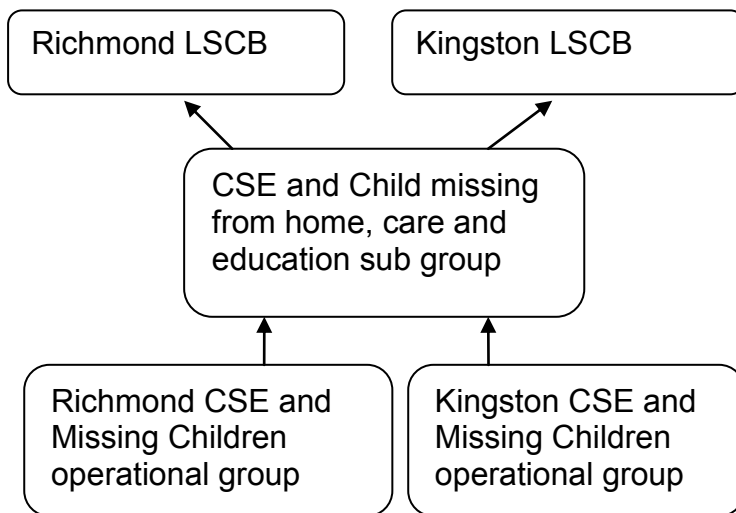 Richmond LSCB
Kingston LSCB
CSE and Child missing
from home, care and
education sub group
Richmond CSE and
Missing Children
operational group
Kingston CSE and
Missing Children
operational group